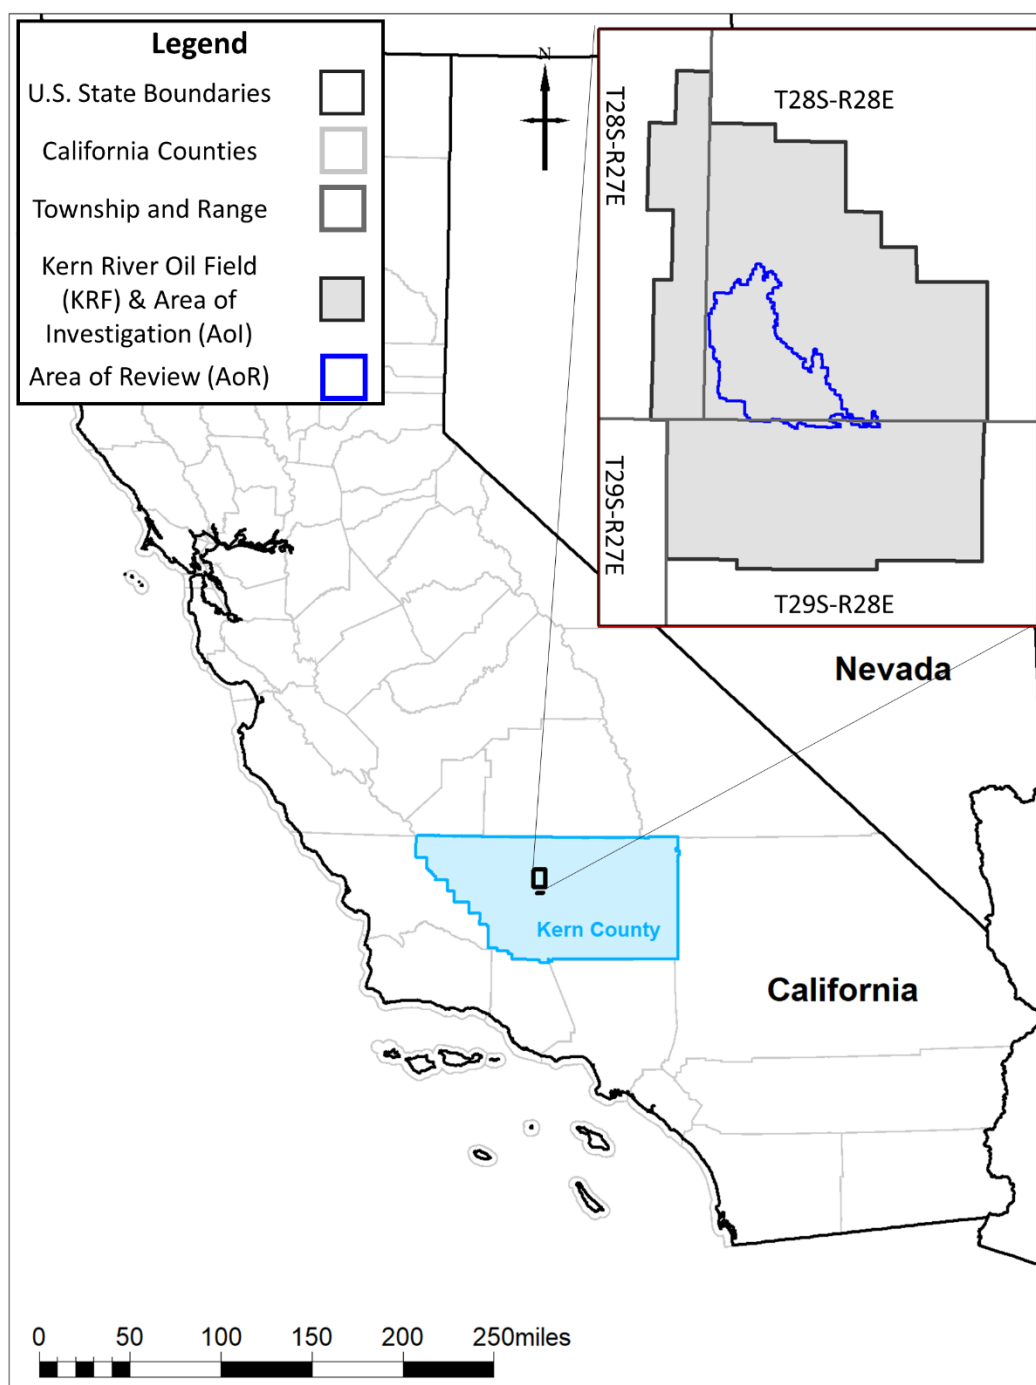 Legend
U.S. State Boundaries
California Counties
Township and Range
Kern River Oil Field
(KRF) & Area of
Investigation (AoI)
Area of Review (AoR)
N
T28S-R27E
T28S-R28E
T29S-R27E
T29S-R28E
Nevada
Kern County
California
0 50 100 150 200 250miles